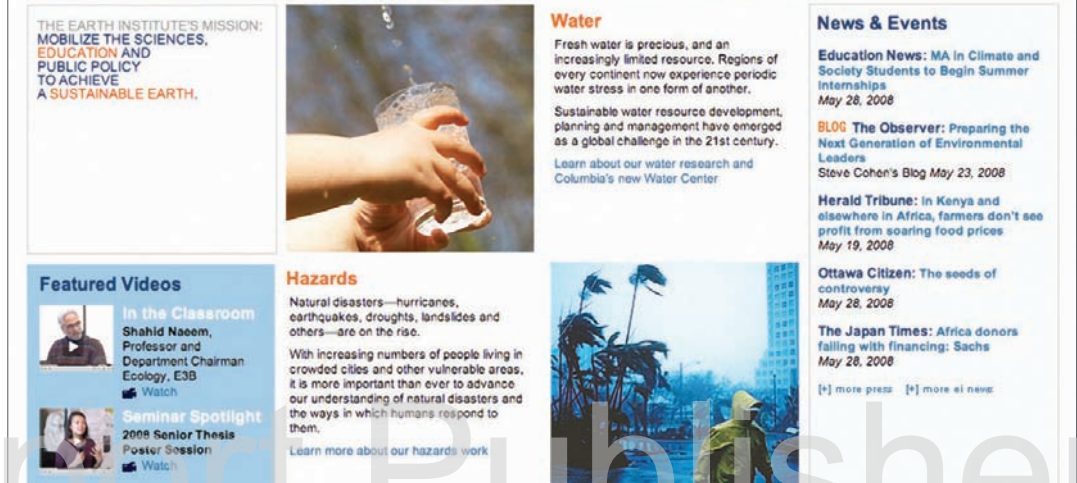 THE EARTH INSTITUTE'S MISSION:
MOBILIZE THE SCIENCES,
EDUCATION AND
PUBLIC POLICY
TO ACHIEVE
A SUSTAINABLE EARTH.
Water
Fresh water is precious, and an
increasingly limited resource. Regions of
every continent now experience periodic
water stress in one form of another.
Sustainable water resource development,
planning and management have emerged
as a global challenge in the 21st century.
Learn about our water research and
Columbia's new Water Center
News & Events
Education News: MA in Climate and
Society Students to Begin Summer
Internships
May 28, 2008
BLOG The Observer: Preparing the
Next Generation of Environmental
Leaders
Steve Cohen's Blog May 23, 2008
Herald Tribune: In Kenya and
elsewhere in Africa, farmers don't see
profit from soaring food prices
May 19, 2008
Ottawa Citizen: The seeds of
controversy
May 28, 2008
The Japan Times: Africa donors
failing with financing: Sachs
May 28, 2008
[+] more press [+] more ei news
Featured Videos
In the Classroom
Shahid Naeem,
Professor and
Department Chairman
Ecology, E3B
Watch
Seminar Spotlight
2008 Senior Thesis
Poster Session
Watch
Hazards
Natural disasters—hurricanes,
earthquakes, droughts, landslides and
others—are on the rise.
With increasing numbers of people living in
crowded cities and other vulnerable areas,
it is more important than ever to advance
our understanding of natural disasters and
the ways in which humans respond to
them.
Learn more about our hazards work